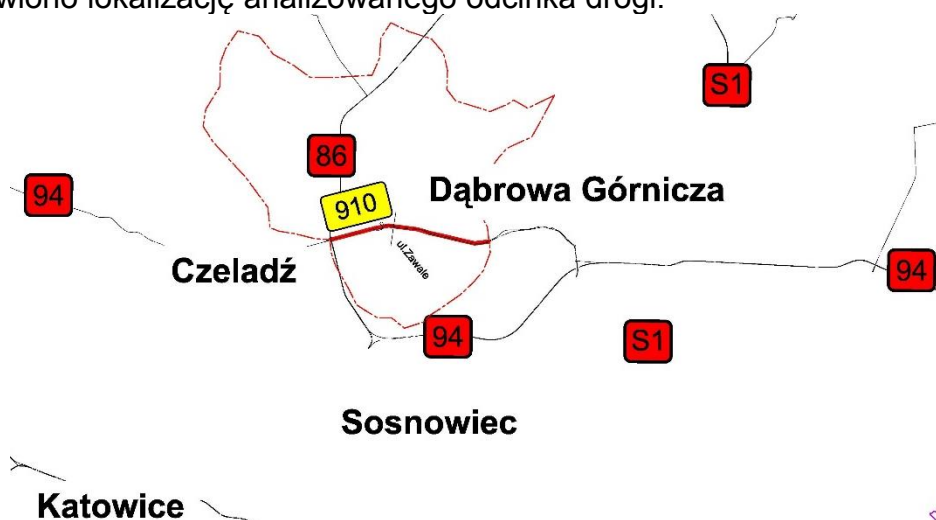 wiono lokalizację analizowanego odcinka drogi.
S1
86
94
Dąbrowa Górnicza
910
ul.Zawale
Czeladź
94
94
S1
Sosnowiec
Katowice